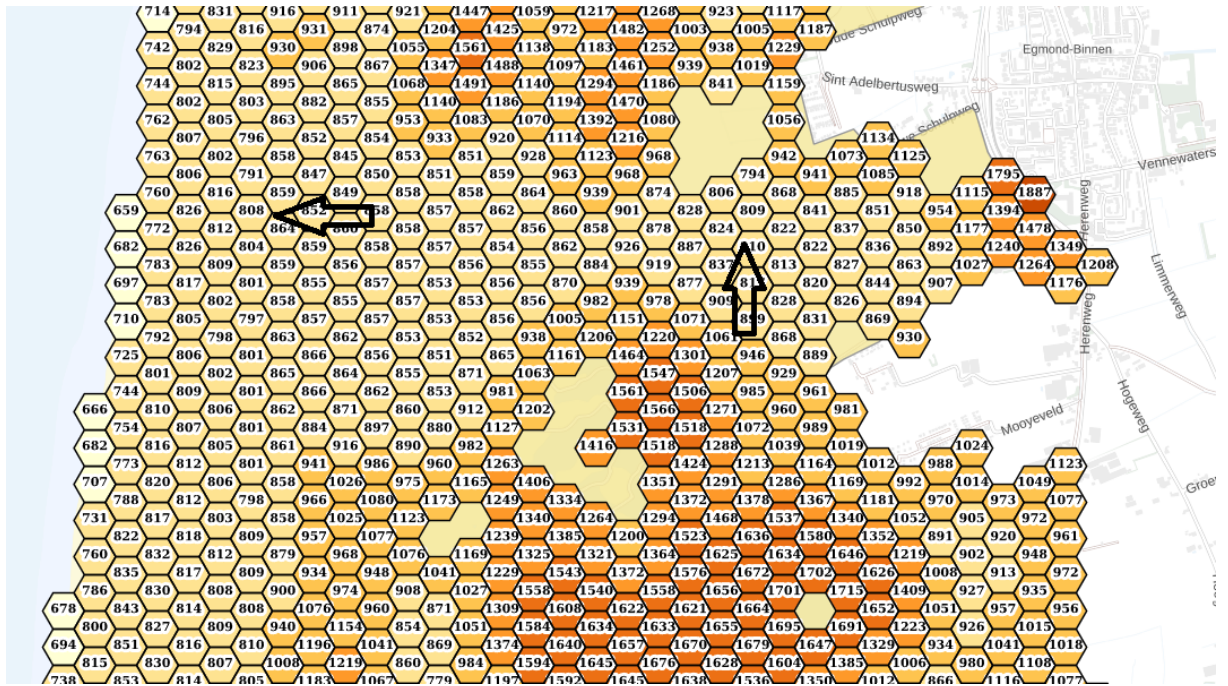 714 831 916 911 921 1447 1059 1217 1268 923 1117
Oude Schulpweg
794 816 931 874 1204 1425 972 1482 1003 1005 1187
742 829 930 898 1055 1561 1138 1183 1252 938 1229 Egmond-Binnen
802 823 906 867 1347 1488 1097 1461 939 1019
744 815 895 865 1068 1491 1140 1294 1186 841 1159 Sint Adelbertusweg
802 803 882 855 1140 1186 1194 1470
762 805 863 857 953 1083 1070 1392 1080 1056 Schulpweg
807 796 852 854 933 920 1114 1216 1134
763 802 858 845 853 851 928 1123 968 942 1073 1125 Vennewaters
806 791 847 850 851 859 963 968 794 941 1085 1795
760 816 859 849 858 858 864 939 874 806 868 885 918 1115 1887
659 826 808 852 857 862 860 901 828 809 841 851 954 1394 Herenweg
772 812 864 858 857 856 858 878 824 822 837 850 1177 1478
682 826 804 859 858 857 854 862 926 887 822 836 892 1240 1349
783 809 859 856 857 856 855 884 919 813 827 863 1027 1264 1208
697 817 801 855 857 853 856 870 939 877 820 844 907 1176 Limmerweg
783 802 855 857 853 856 982 978 909 828 826 894
710 805 797 857 857 856 1005 1151 1071 831 869 Herenweg
792 798 863 862 853 852 938 1206 1220 1061 868 930
725 806 801 866 856 851 865 1161 1464 1301 946 889
801 802 865 864 855 871 1063 1547 1207 929
744 809 801 866 862 853 981 1561 1506 985 961 Hogeweg
666 810 806 862 871 860 912 1202 1566 1271 960 981
754 807 801 884 897 880 1127 1531 1518 1072 989 Mooyeveld
682 816 805 861 916 890 982 1416 1518 1288 1039 1019 1024
773 812 801 941 986 960 1263 1424 1213 1164 1012 988 1123
707 820 806 858 1026 975 1165 1406 1351 1291 1286 1169 992 1014 1049 Groe
788 812 798 966 1080 1173 1249 1334 1372 1378 1367 1181 970 973 1077
731 817 803 858 1025 1123 1340 1264 1294 1468 1537 1340 1052 905 972
822 818 809 957 1077 1239 1385 1200 1523 1636 1580 1352 891 920 961
760 832 812 879 968 1076 1169 1325 1321 1364 1625 1634 1646 1219 902 948
835 817 809 934 948 1041 1229 1543 1372 1576 1672 1702 1626 1008 913 972
786 830 808 900 974 908 1027 1558 1540 1558 1656 1701 1715 1409 927 935
678 843 814 808 1076 960 871 1309 1608 1622 1621 1664 1652 1051 957 956
800 827 809 940 1154 854 1051 1584 1634 1633 1655 1695 1691 1223 926 1015
694 851 816 810 1196 1041 869 1374 1640 1657 1670 1679 1647 1329 934 1041 1018
815 830 807 1008 1219 860 984 1594 1645 1676 1628 1604 1385 1006 980 1108
738 853 814 805 1183 1067 779 1197 1592 1645 1638 1536 1350 1012 866 1116 1077